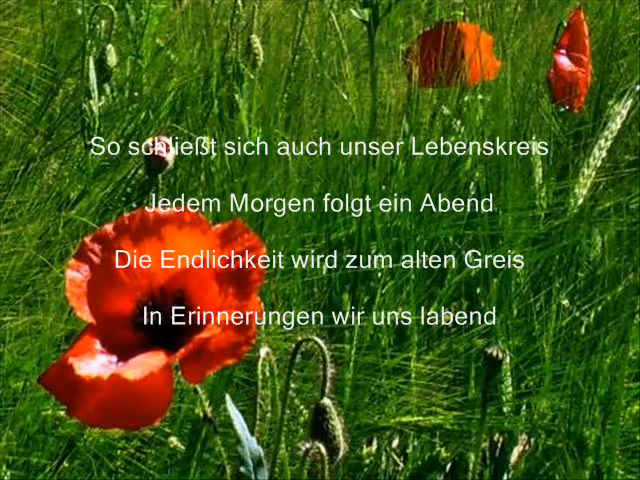 So schließt sich auch unser Lebenskreis
Jedem Morgen folgt ein Abend
Die Endlichkeit wird zum alten Greis
In Erinnerungen wir uns labend